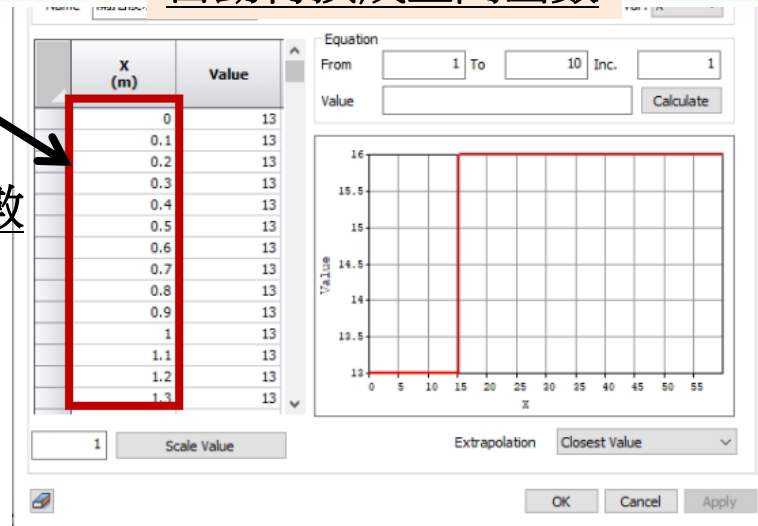 Name
X
(m)
Value
0 13
0.1 13
0.2 13
0.3 13
0.4 13
0.5 13
0.6 13
0.7 13
0.8 13
0.9 13
1 13
1.1 13
1.2 13
1.3 13
1 Scale Value
數
Equation
From 1 To 10 Inc. 1
Value Calculate
16
15.5
15
14.5
14
13.5
13
Value
0 5 10 15 20 25 30 35 40 45 50 55
X
Extrapolation Closest Value
OK Cancel Apply